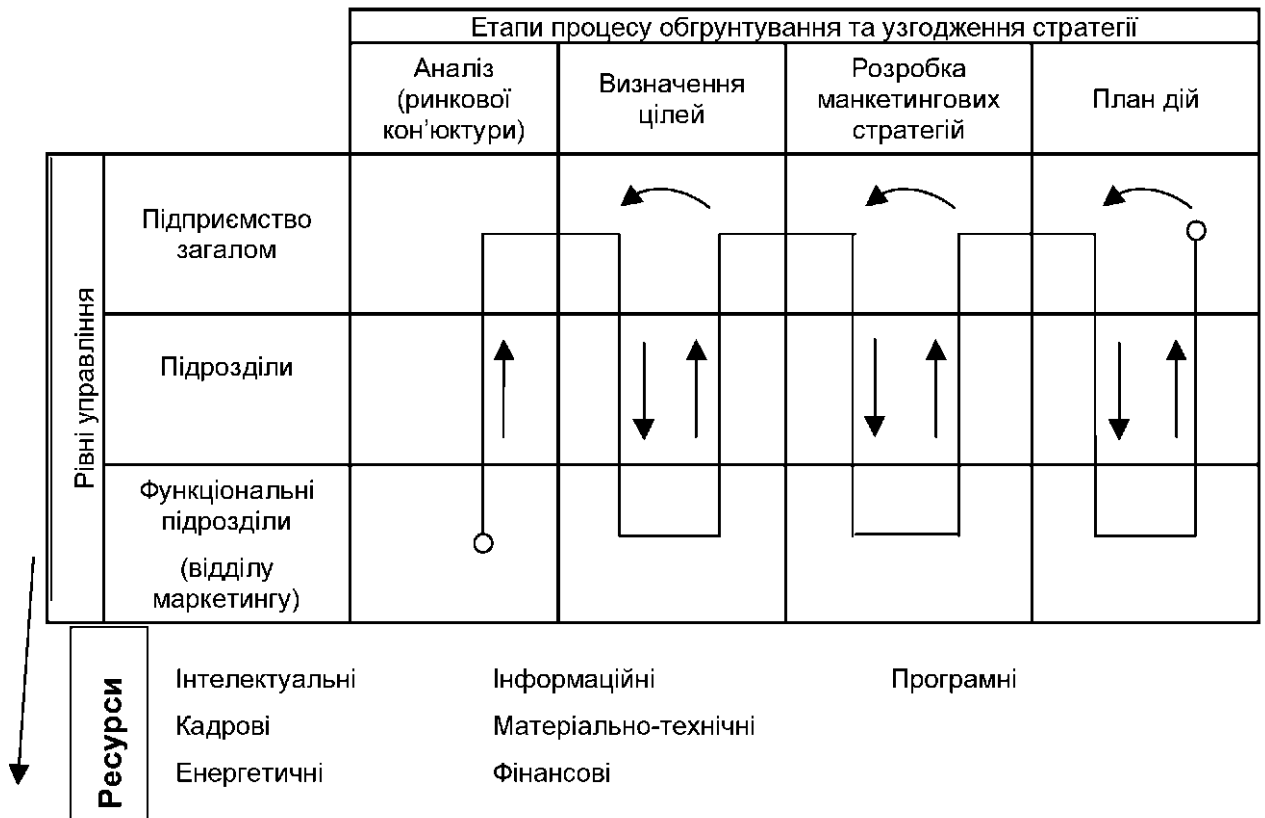 Етапи процесу обгрунтування та узгодження стратегії
Аналіз
(ринкової
кон'юктури)
Визначення
цілей
Розробка
манкетингових
стратегій
План дій
Рівні управління
Підприємство
загалом
Підрозділи
Функціональні
підрозділи
(відділу
маркетингу)
Ресурси
Інтелектуальні
Інформаційні
Програмні
Кадрові
Матеріально-технічні
Енергетичні
Фінансові